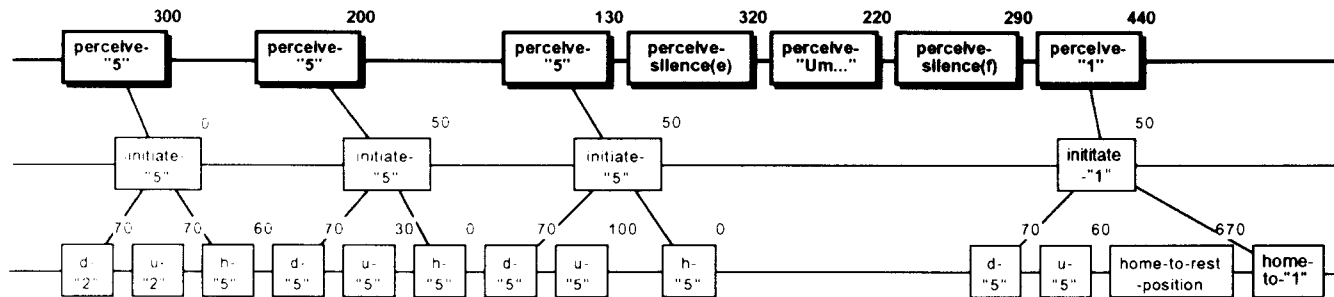 300 200 130 320 220 290 440
perceive- perceive- perceive- perceive- perceive- perceive- perceive-
"5" "5" "5" silence(e) "Um..." silence(f) "1"
0 50 50 50
initiate- initiate- initiate- inititate
"5" "5" "5" -"1"
70 70 60 70 30 0 70 100 0 70 60 670
d- u- h- d- u- h- d- u- h- d- u- home-to-rest home-
"2" "2" "5" "5" "5" "5" "5" "5" "5" "5" "5" -position to-"1"